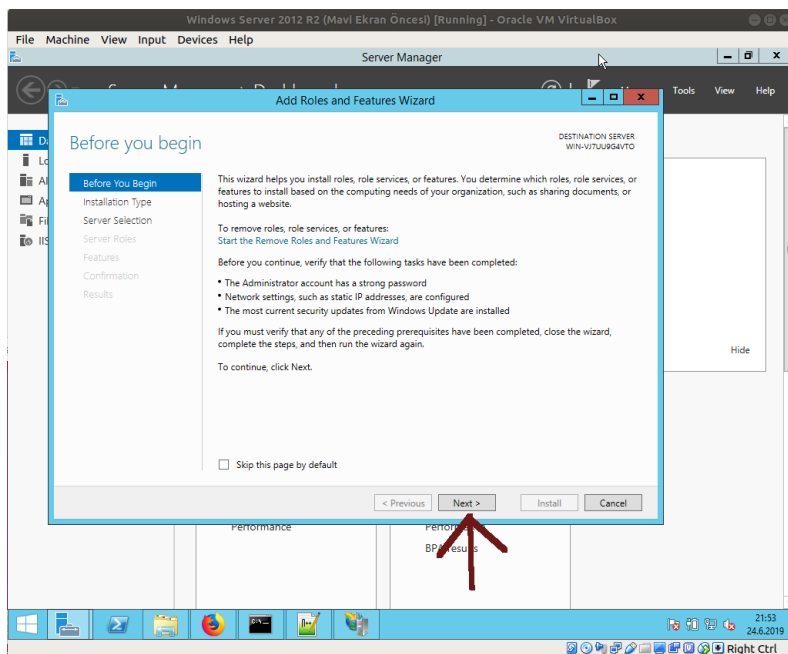 Windows Server 2012 R2 (Mavi Ekran Öncesi) [Running] - Oracle VM VirtualBox
File Machine View Input Devices Help
Server Manager
Tools View Help
Add Roles and Features Wizard
Before you begin
DESTINATION SERVER
WIN-VJ7UU9G4VTO
Before You Begin
Installation Type
Server Selection
Server Roles
Features
Confirmation
Results
This wizard helps you install roles, role services, or features. You determine which roles, role services, or
features to install based on the computing needs of your organization, such as sharing documents, or
hosting a website.
To remove roles, role services, or features:
Start the Remove Roles and Features Wizard
Before you continue, verify that the following tasks have been completed:
• The Administrator account has a strong password
• Network settings, such as static IP addresses, are configured
• The most current security updates from Windows Update are installed
If you must verify that any of the preceding prerequisites have been completed, close the wizard,
complete the steps, and then run the wizard again.
To continue, click Next.
Skip this page by default
< Previous Next > Install Cancel
IIS
Hide
Performance
BPA results
21:53
24.6.2019
Right Ctrl